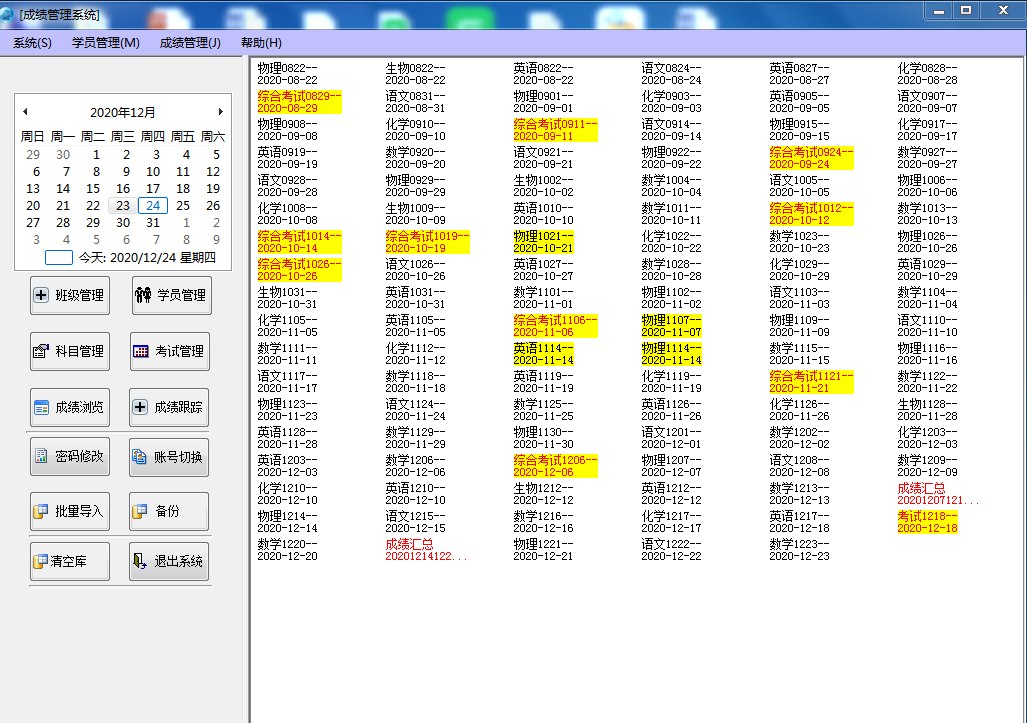 [成绩管理系统]
系统(S) 学员管理(M) 成绩管理(J) 帮助(H)
2020年12月
周日 周一 周二 周三 周四 周五 周六
29 30 1 2 3 4 5
6 7 8 9 10 11 12
13 14 15 16 17 18 19
20 21 22 23 24 25 26
27 28 29 30 31 1 2
3 4 5 6 7 8 9
今天: 2020/12/24 星期四
班级管理 学员管理
科目管理 考试管理
成绩浏览 成绩跟踪
密码修改 账号切换
批量导入 备份
清空库 退出系统
物理0822-- 生物0822-- 英语0822-- 语文0824-- 英语0827-- 化学0828--
2020-08-22 2020-08-22 2020-08-22 2020-08-24 2020-08-27 2020-08-28
综合考试0829-- 语文0831-- 物理0901-- 化学0903-- 英语0905-- 语文0907--
2020-08-29 2020-08-31 2020-09-01 2020-09-03 2020-09-05 2020-09-07
物理0908-- 化学0910-- 综合考试0911-- 语文0914-- 物理0915-- 化学0917--
2020-09-08 2020-09-10 2020-09-11 2020-09-14 2020-09-15 2020-09-17
英语0919-- 数学0920-- 语文0921-- 物理0922-- 综合考试0924-- 数学0927--
2020-09-19 2020-09-20 2020-09-21 2020-09-22 2020-09-24 2020-09-27
语文0928-- 物理0929-- 生物1002-- 数学1004-- 语文1005-- 物理1006--
2020-09-28 2020-09-29 2020-10-02 2020-10-04 2020-10-05 2020-10-06
化学1008-- 生物1009-- 英语1010-- 数学1011-- 综合考试1012-- 数学1013--
2020-10-08 2020-10-09 2020-10-10 2020-10-11 2020-10-12 2020-10-13
综合考试1014-- 综合考试1019-- 物理1021-- 化学1022-- 数学1023-- 物理1026--
2020-10-14 2020-10-19 2020-10-21 2020-10-22 2020-10-23 2020-10-26
综合考试1026-- 语文1026-- 英语1027-- 数学1028-- 化学1029-- 英语1029--
2020-10-26 2020-10-26 2020-10-27 2020-10-28 2020-10-29 2020-10-29
生物1031-- 英语1031-- 数学1101-- 物理1102-- 语文1103-- 数学1104--
2020-10-31 2020-10-31 2020-11-01 2020-11-02 2020-11-03 2020-11-04
化学1105-- 英语1105-- 综合考试1106-- 物理1107-- 物理1109-- 语文1110--
2020-11-05 2020-11-05 2020-11-06 2020-11-07 2020-11-09 2020-11-10
数学1111-- 化学1112-- 英语1114-- 物理1114-- 数学1115-- 物理1116--
2020-11-11 2020-11-12 2020-11-14 2020-11-14 2020-11-15 2020-11-16
语文1117-- 数学1118-- 英语1119-- 化学1119-- 综合考试1121-- 数学1122--
2020-11-17 2020-11-18 2020-11-19 2020-11-19 2020-11-21 2020-11-22
物理1123-- 语文1124-- 数学1125-- 英语1126-- 化学1126-- 生物1128--
2020-11-23 2020-11-24 2020-11-25 2020-11-26 2020-11-26 2020-11-28
英语1128-- 数学1129-- 物理1130-- 语文1201-- 数学1202-- 化学1203--
2020-11-28 2020-11-29 2020-11-30 2020-12-01 2020-12-02 2020-12-03
英语1203-- 数学1206-- 综合考试1206-- 物理1207-- 语文1208-- 数学1209--
2020-12-03 2020-12-06 2020-12-06 2020-12-07 2020-12-08 2020-12-09
化学1210-- 英语1210-- 生物1212-- 英语1212-- 数学1213-- 成绩汇总
2020-12-10 2020-12-10 2020-12-12 2020-12-12 2020-12-13 20201207121...
物理1214-- 语文1215-- 数学1216-- 化学1217-- 英语1217-- 考试1218--
2020-12-14 2020-12-15 2020-12-16 2020-12-17 2020-12-18 2020-12-18
数学1220-- 成绩汇总 物理1221-- 语文1222-- 数学1223--
2020-12-20 20201214122... 2020-12-21 2020-12-22 2020-12-23